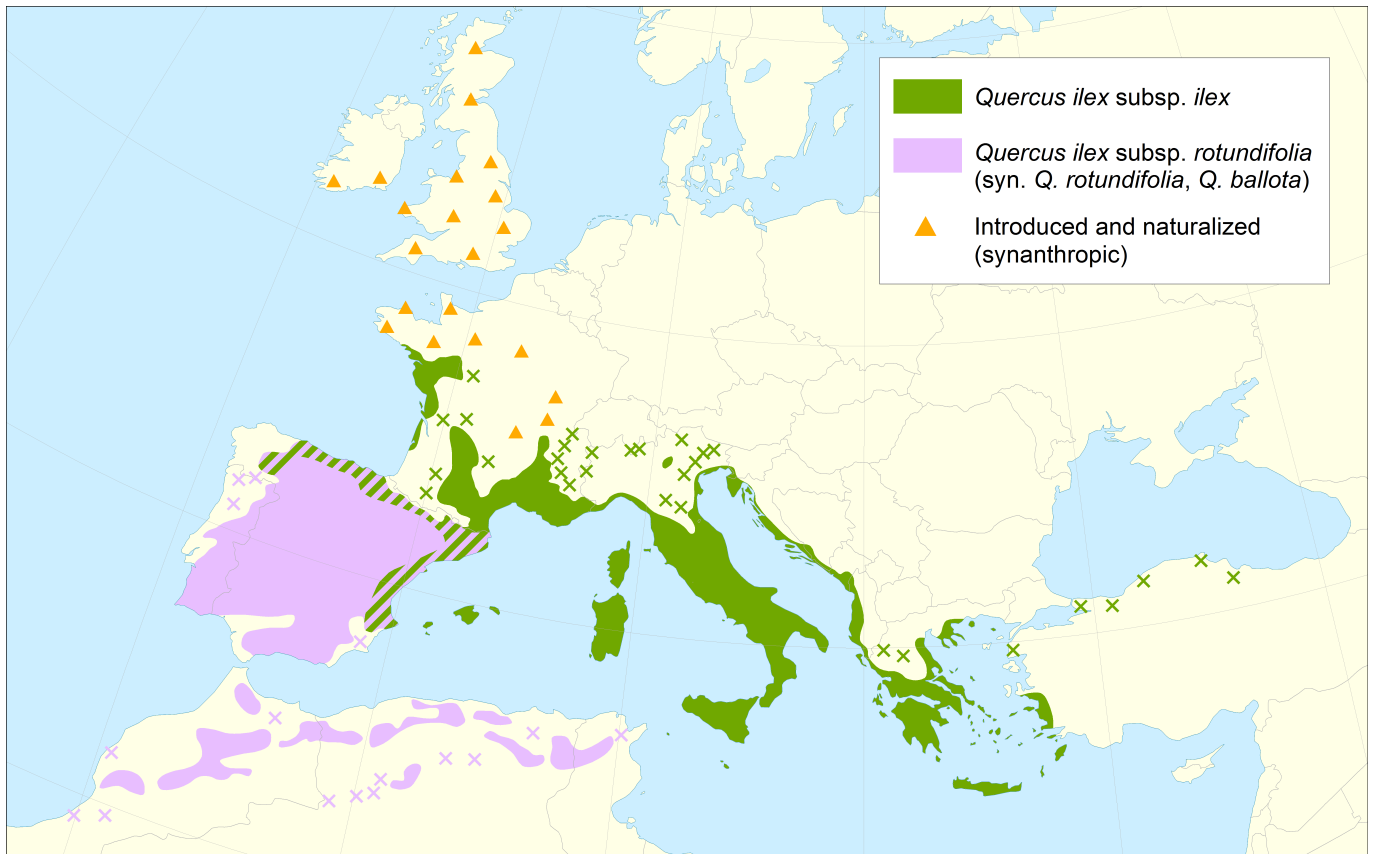 Quercus ilex subsp. ilex
Quercus ilex subsp. rotundifolia
(syn. Q. rotundifolia, Q. ballota)
Introduced and naturalized
(synanthropic)